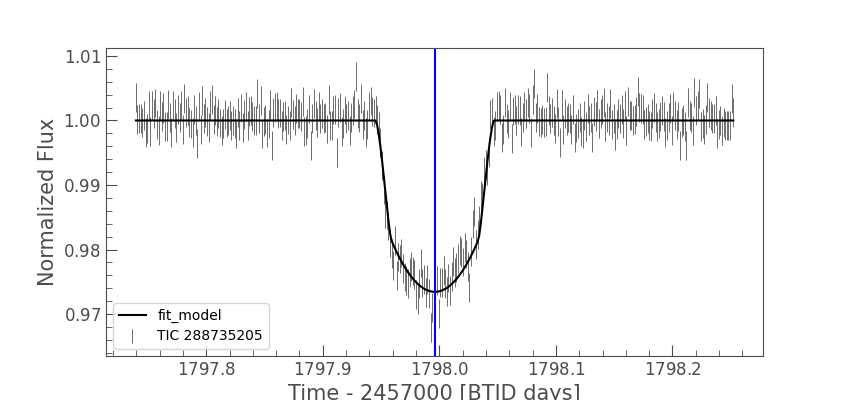 1.01
1.00
0.99
0.98
0.97
Normalized Flux
fit_model
TIC 288735205
1797.8 1797.9 1798.0 1798.1 1798.2
Time - 2457000 [BTJD days]